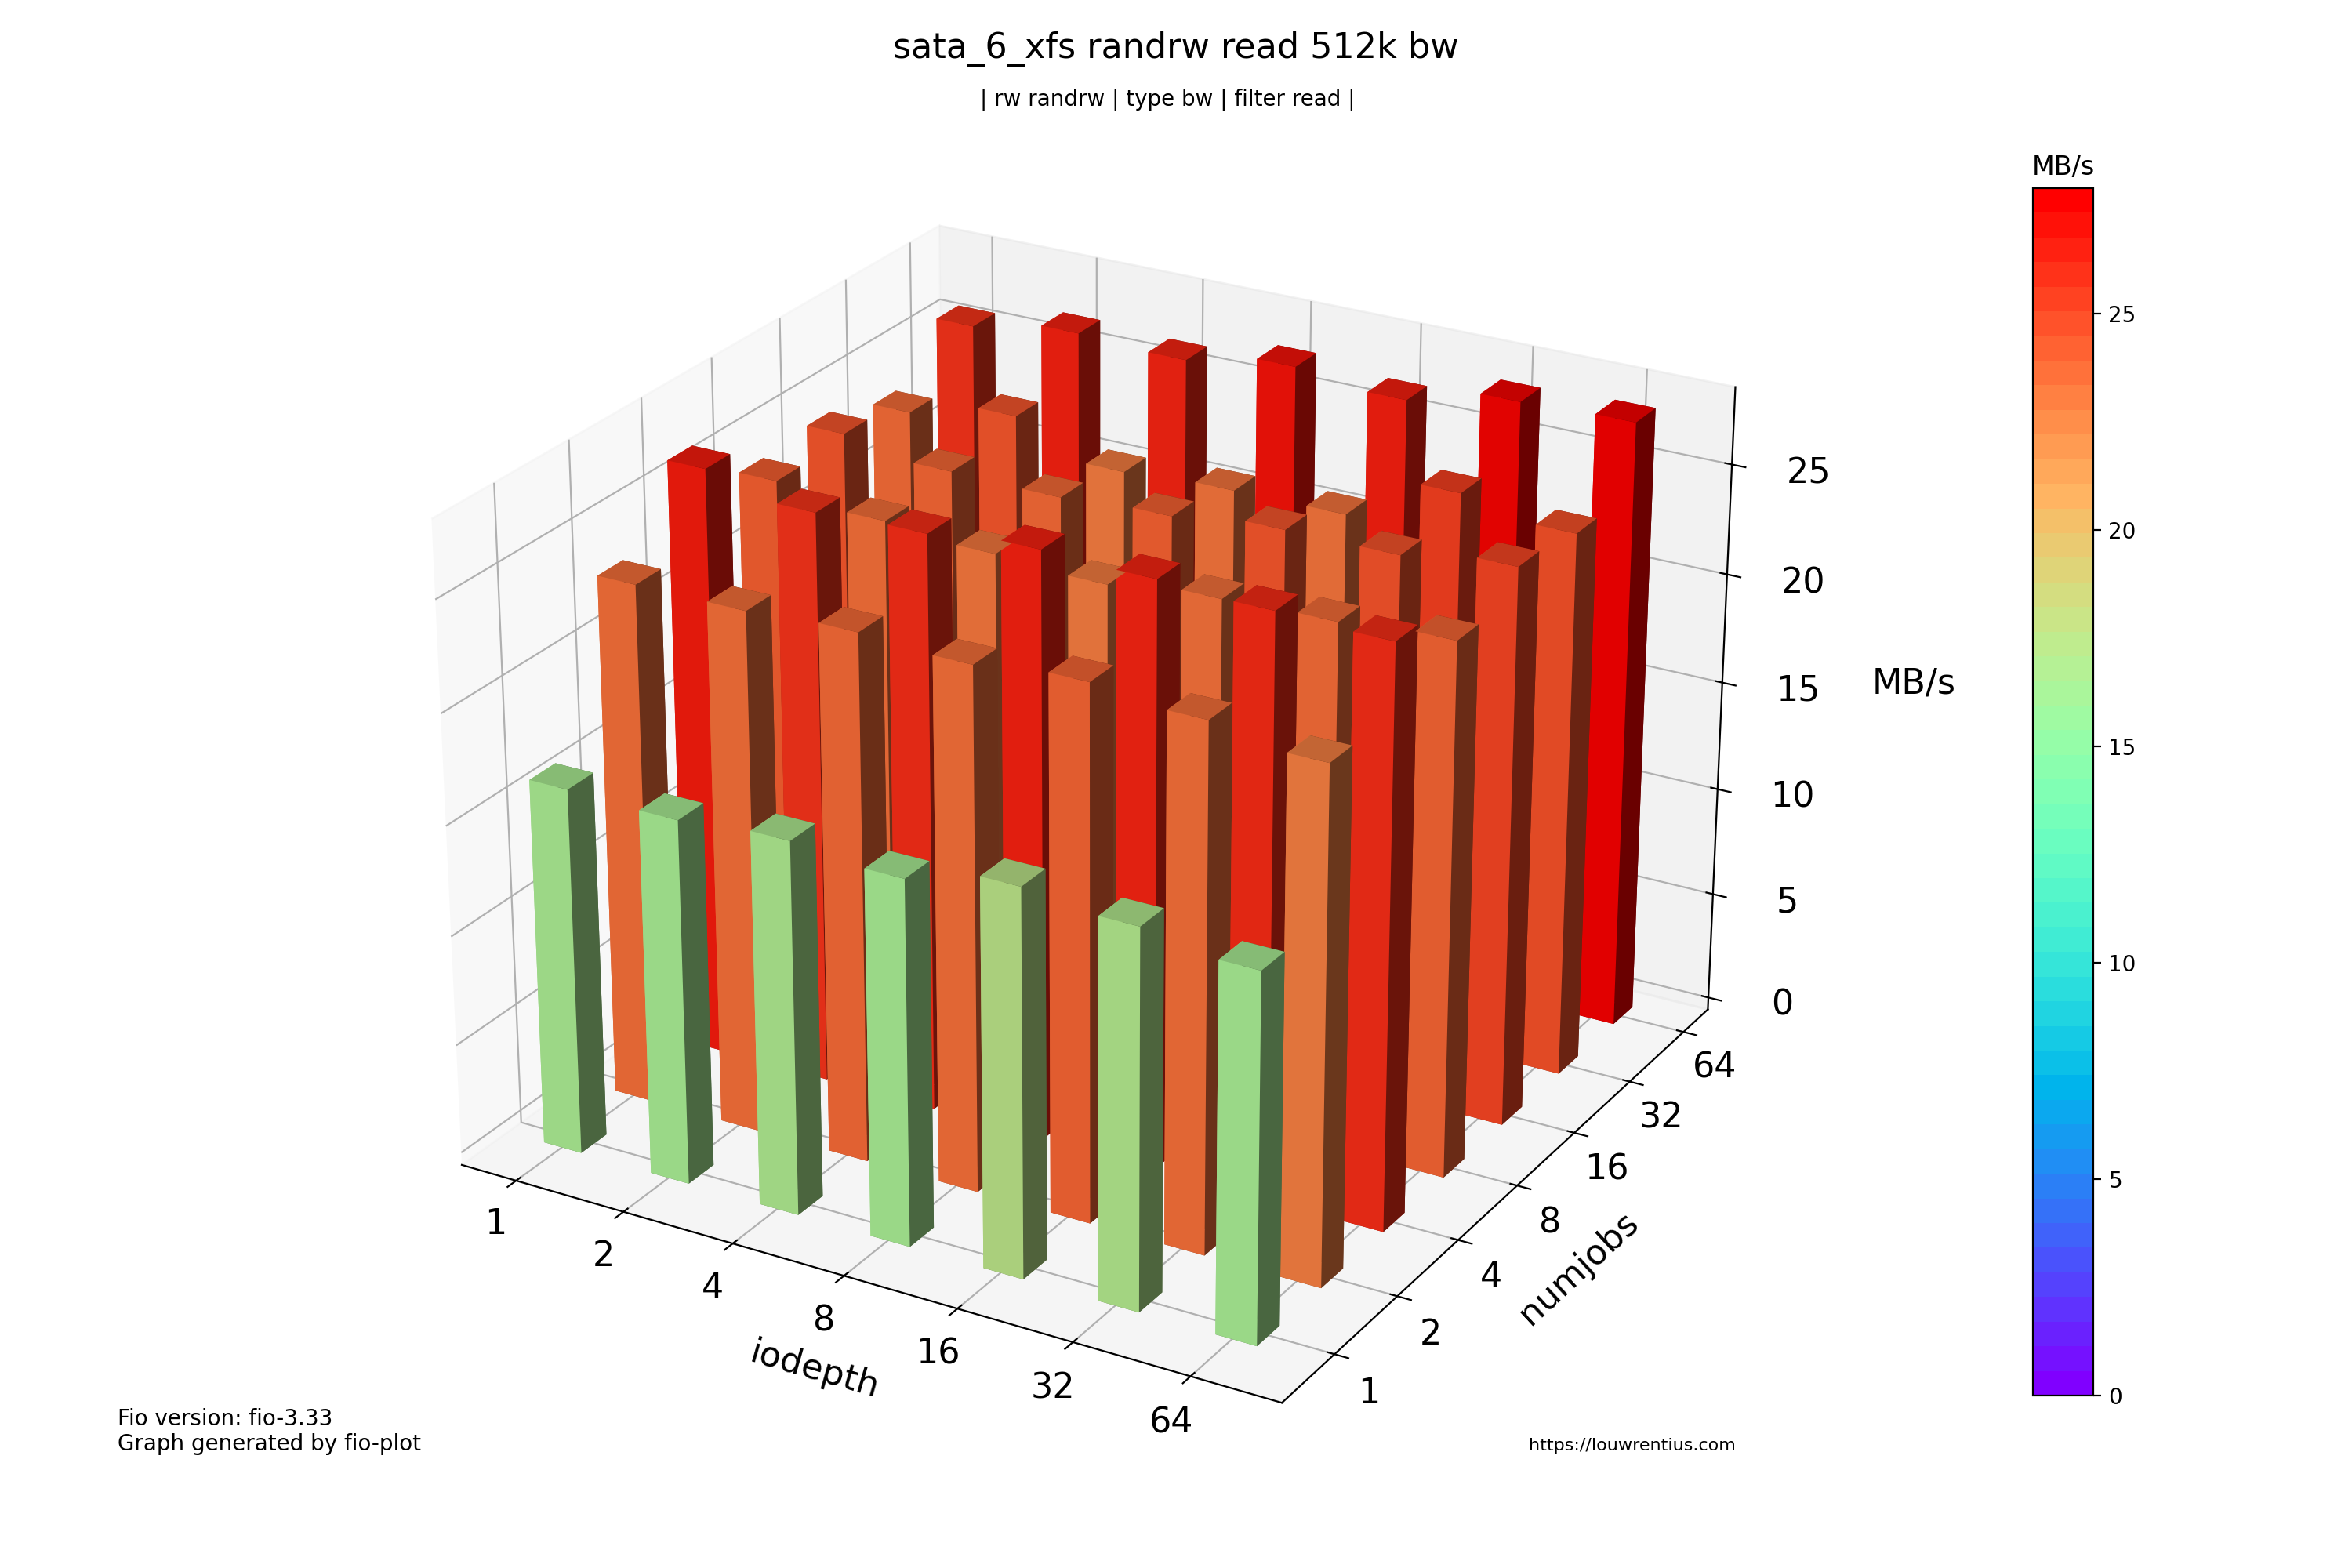 sata_6_xfs randrw read 512k bw
| rw randrw | type bw | filter read |
MB/s
25
20
15
10
5
0
25
20
15
10
5
0
MB/s
1
2
4
8
16
32
64
iodepth
1
2
4
8
16
32
64
numjobs
Fio version: fio-3.33
Graph generated by fio-plot
https://louwrentius.com